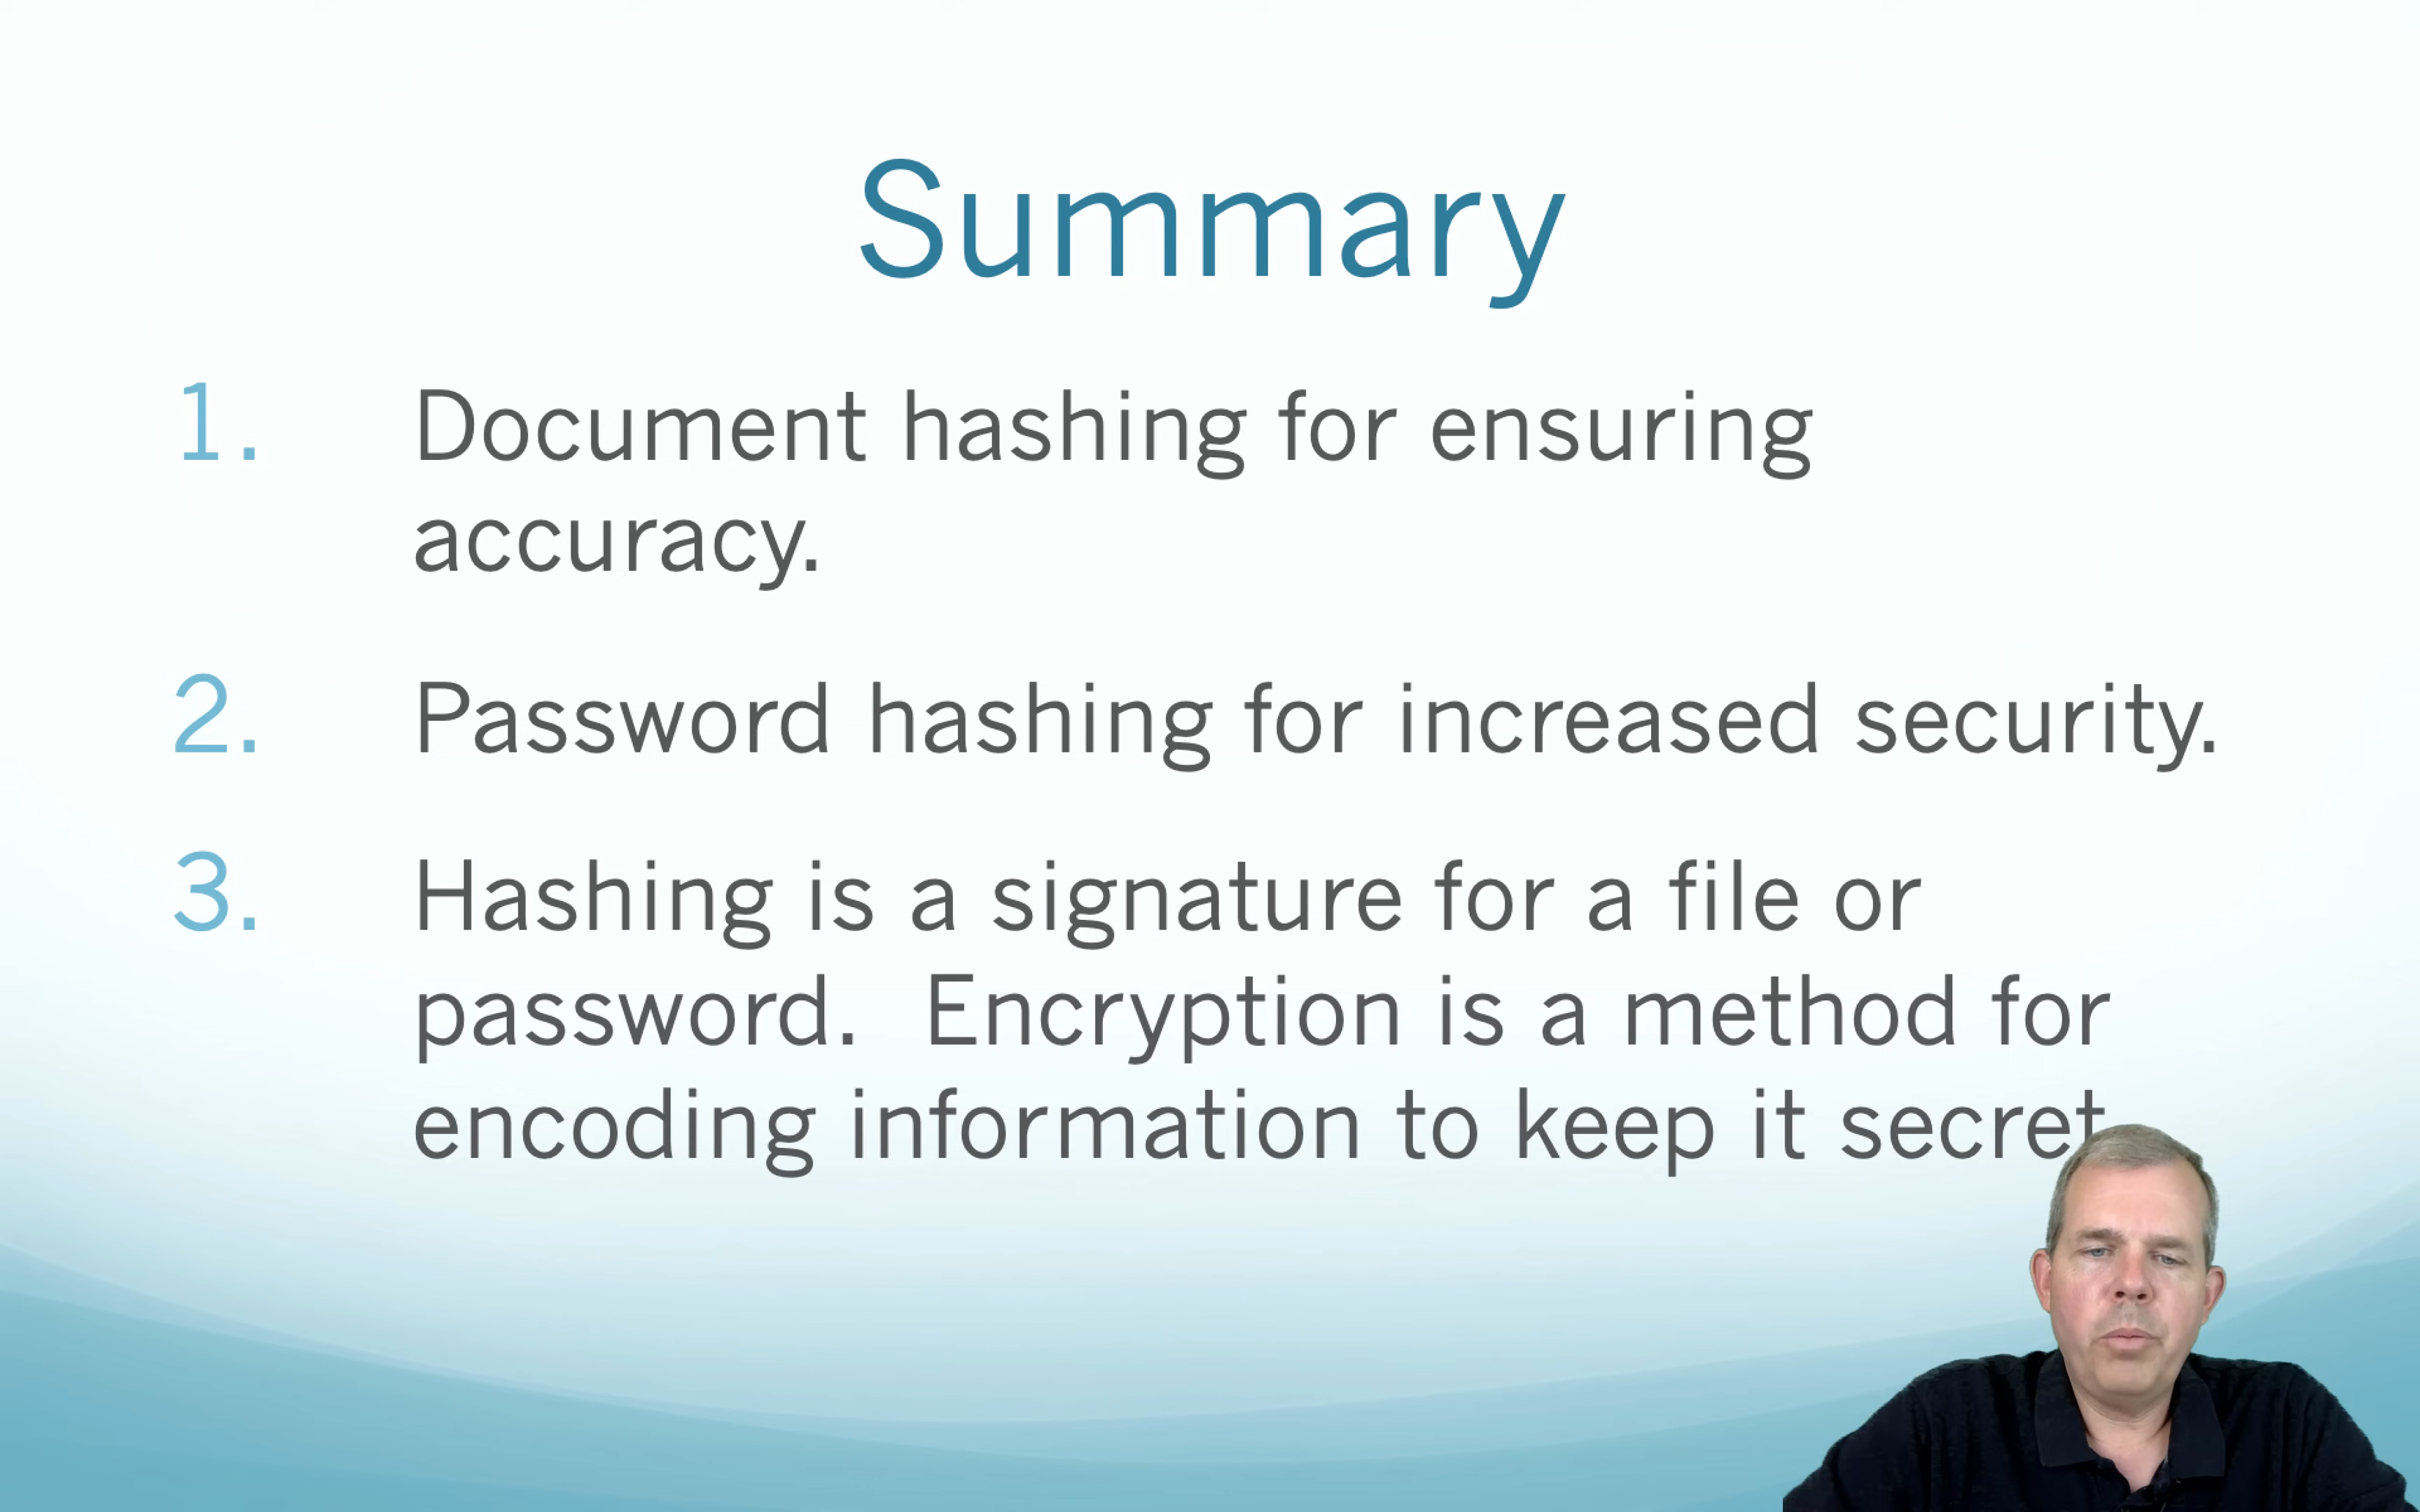 Summary
1. Document hashing for ensuring
accuracy.
2. Password hashing for increased security.
3. Hashing is a signature for a file or
password.  Encryption is a method for
encoding information to keep it secret